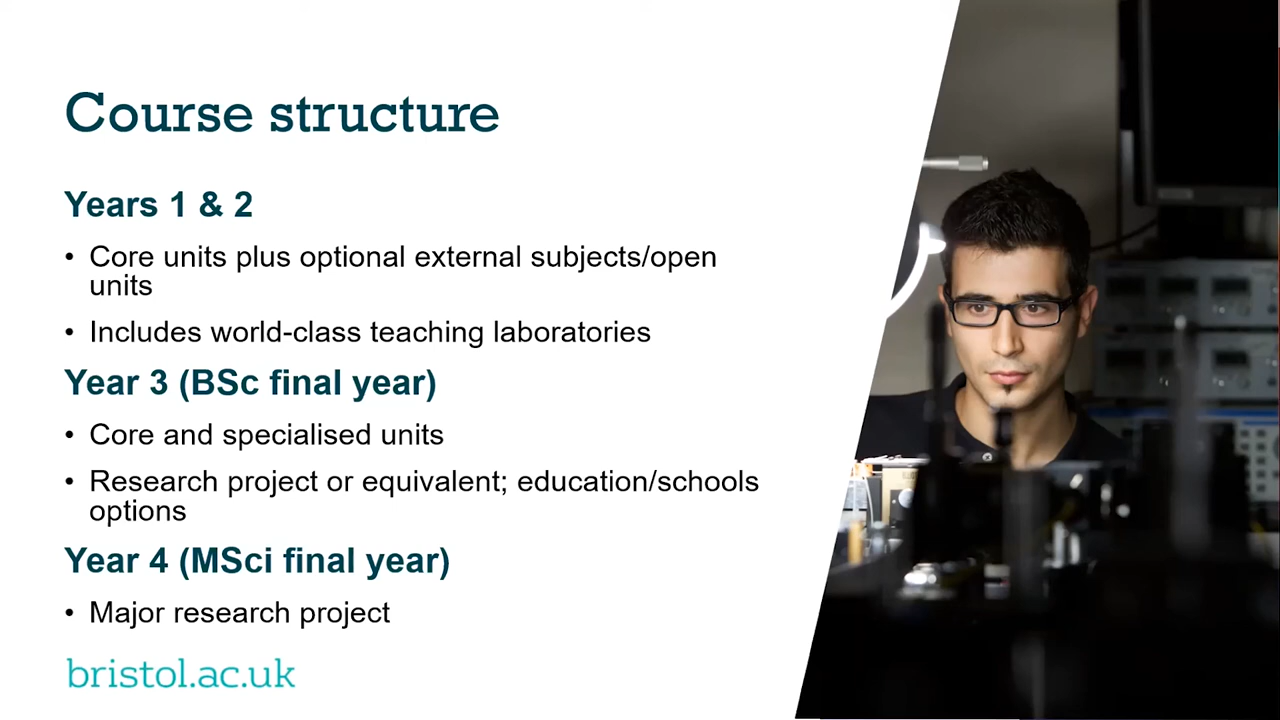 Course structure
Years 1 & 2
• Core units plus optional external subjects/open
units
• Includes world-class teaching laboratories
Year 3 (BSc final year)
• Core and specialised units
• Research project or equivalent; education/schools
options
Year 4 (MSci final year)
• Major research project
bristol.ac.uk